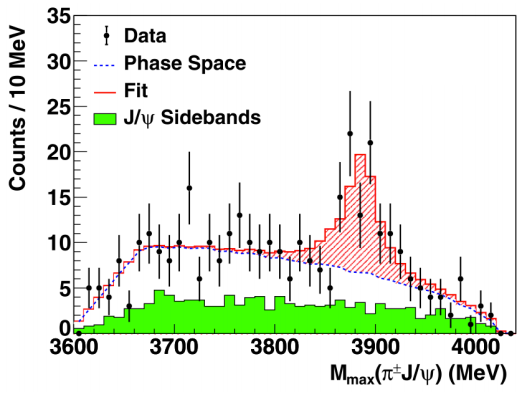 35
30
25
20
15
10
5
0
Counts / 10 MeV
Data
Phase Space
Fit
J/ψ Sidebands
3600 3700 3800 3900 4000
M_max(π±J/ψ) (MeV)